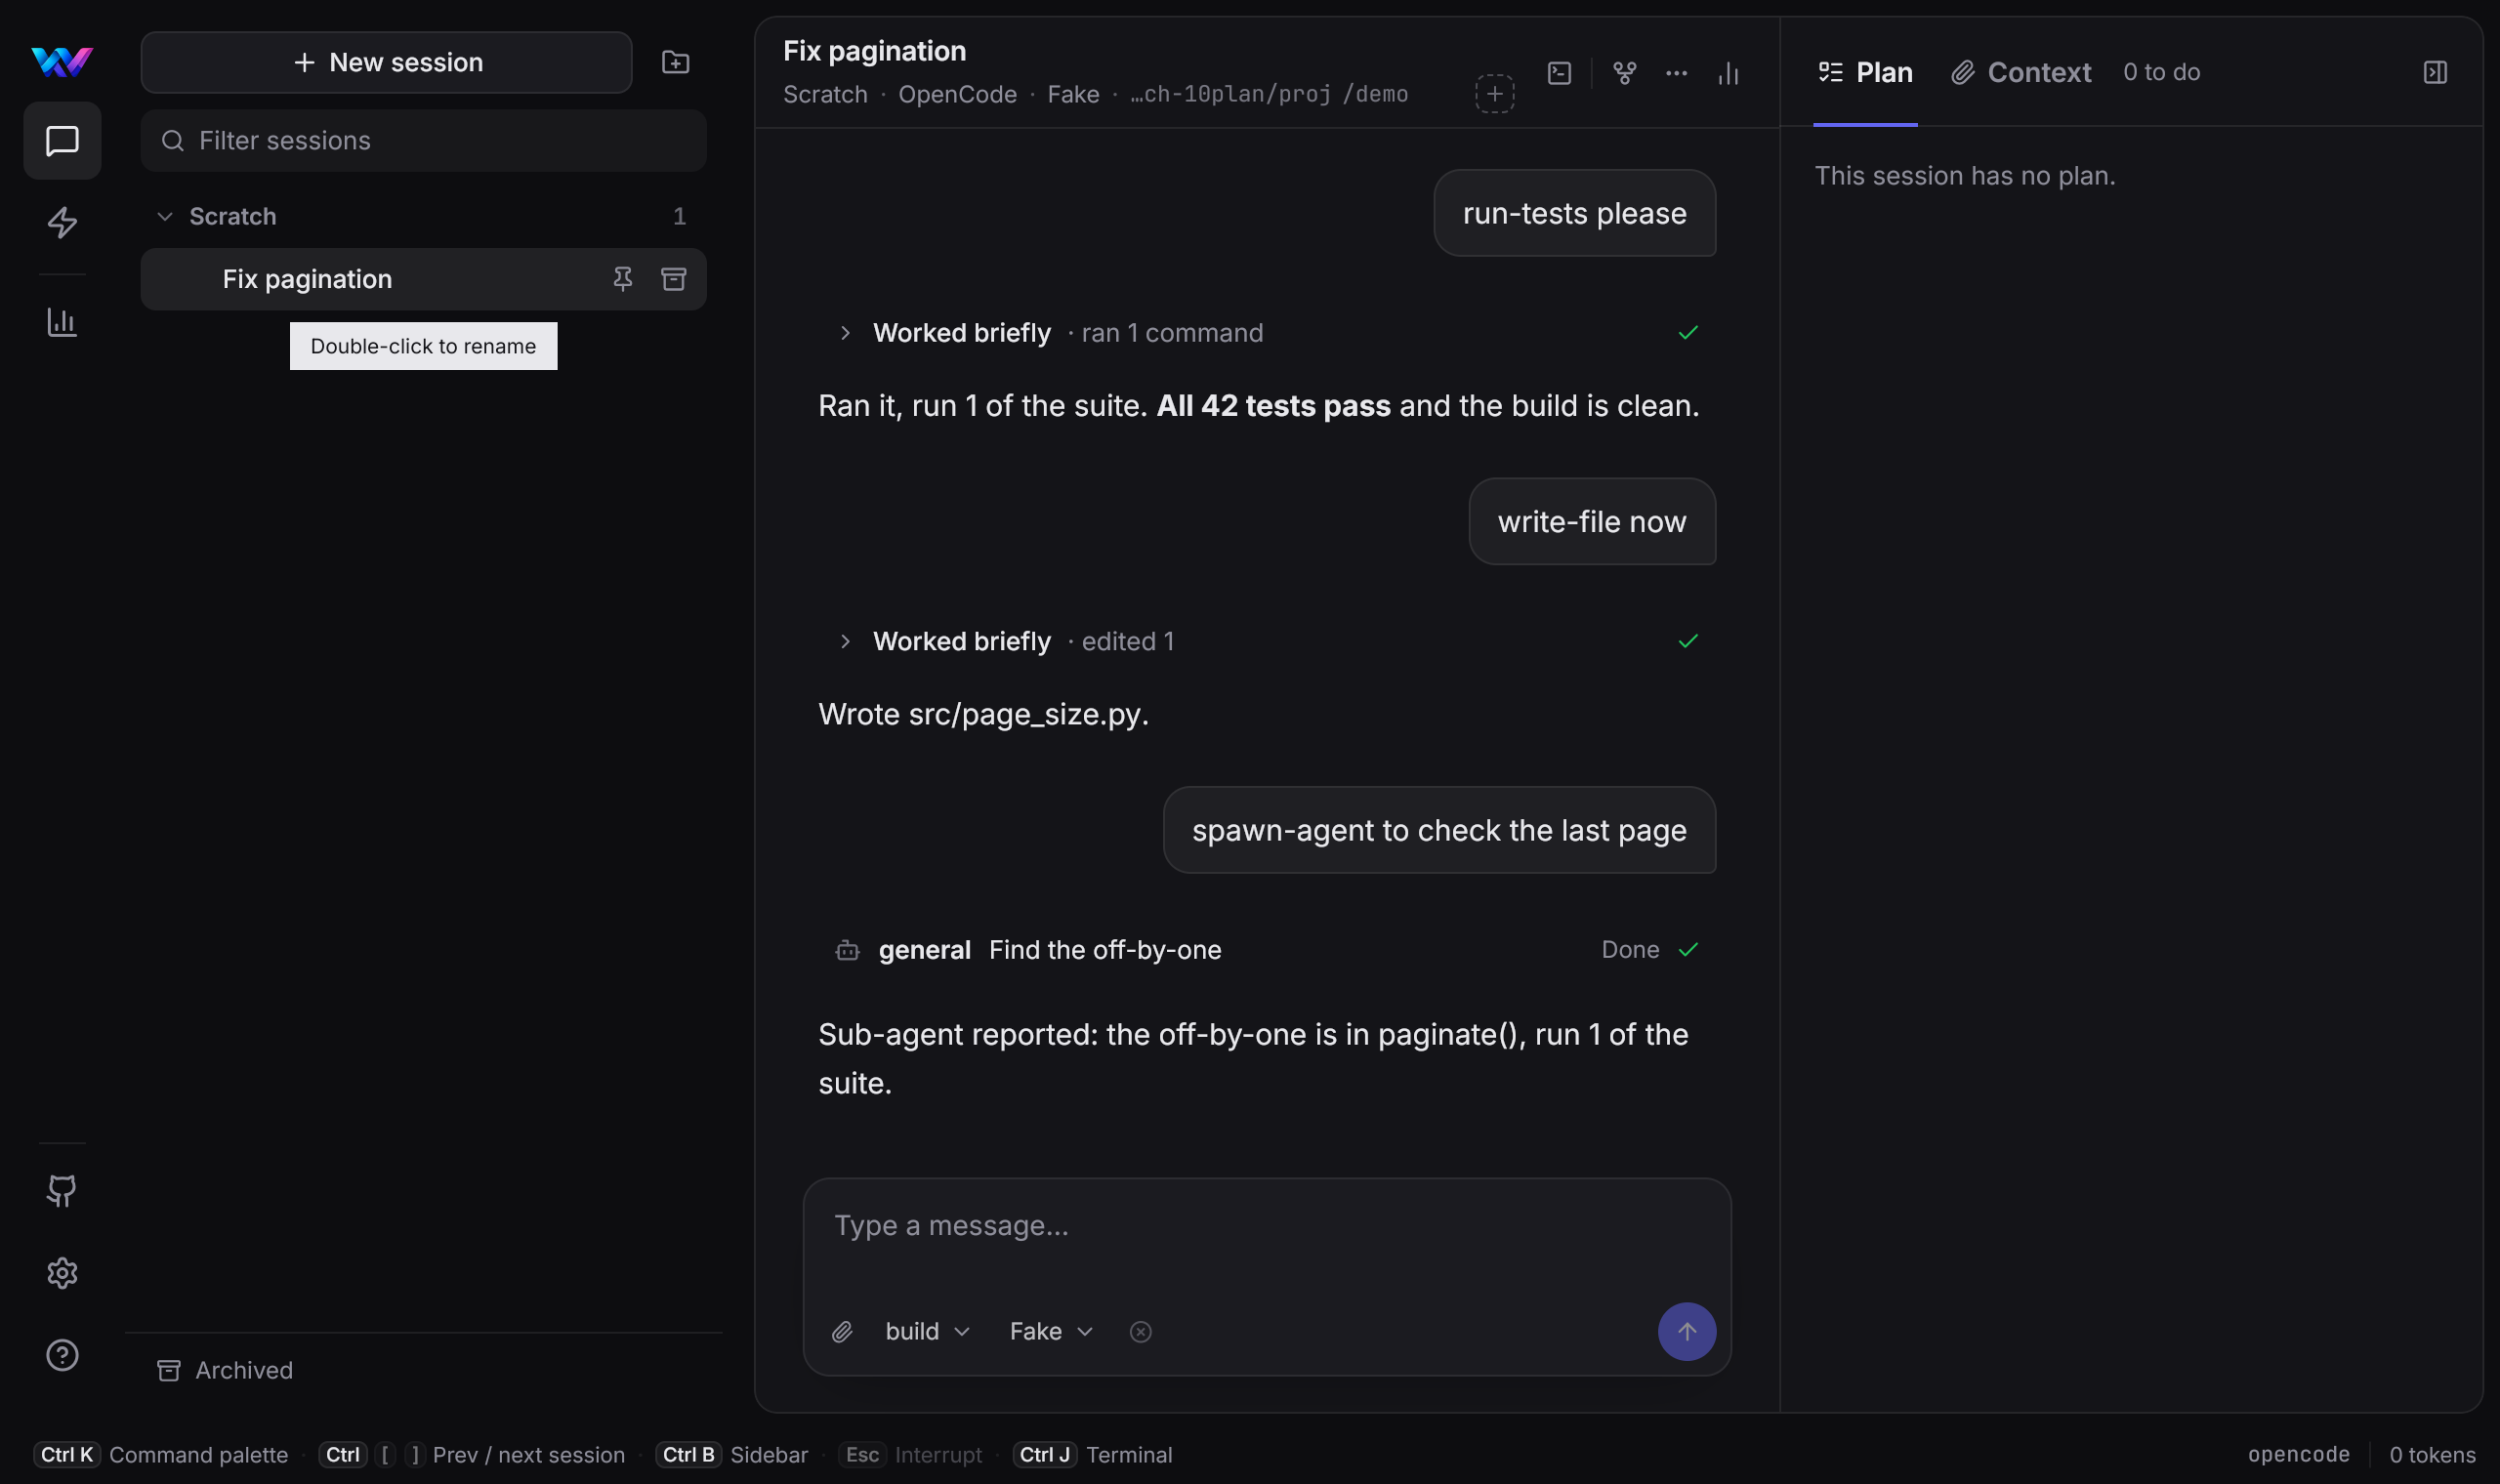 New session
Filter sessions
Scratch 1
Fix pagination
Double-click to rename
Archived
Fix pagination
Scratch · OpenCode · Fake · …ch-10plan/proj /demo
run-tests please
Worked briefly · ran 1 command
Ran it, run 1 of the suite. All 42 tests pass and the build is clean.
write-file now
Worked briefly · edited 1
Wrote src/page_size.py.
spawn-agent to check the last page
general Find the off-by-one Done
Sub-agent reported: the off-by-one is in paginate(), run 1 of the
suite.
Type a message...
build Fake
Plan Context 0 to do
This session has no plan.
Ctrl K Command palette · Ctrl [ ] Prev / next session · Ctrl B Sidebar · Esc Interrupt · Ctrl J Terminal
opencode 0 tokens